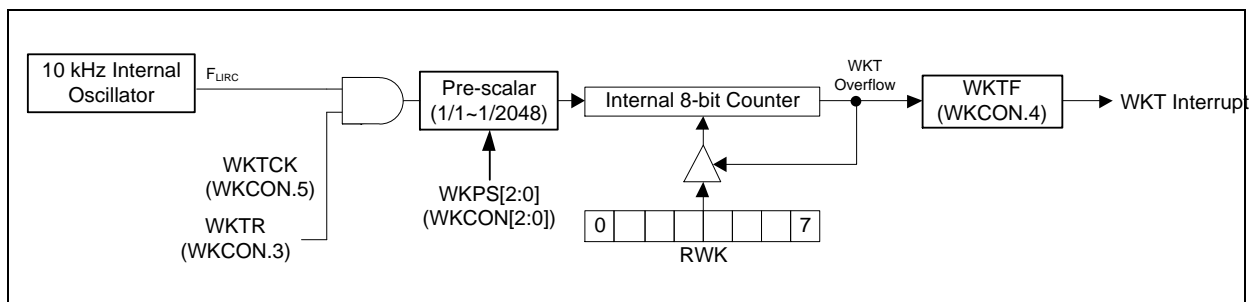 10 kHz Internal
Oscillator
FLIRC
WKTCK
(WKCON.5)
WKTR
(WKCON.3)
Pre-scalar
(1/1~1/2048)
WKPS[2:0]
(WKCON[2:0])
Internal 8-bit Counter
0
7
RWK
WKT
Overflow
WKTF
(WKCON.4)
WKT Interrupt